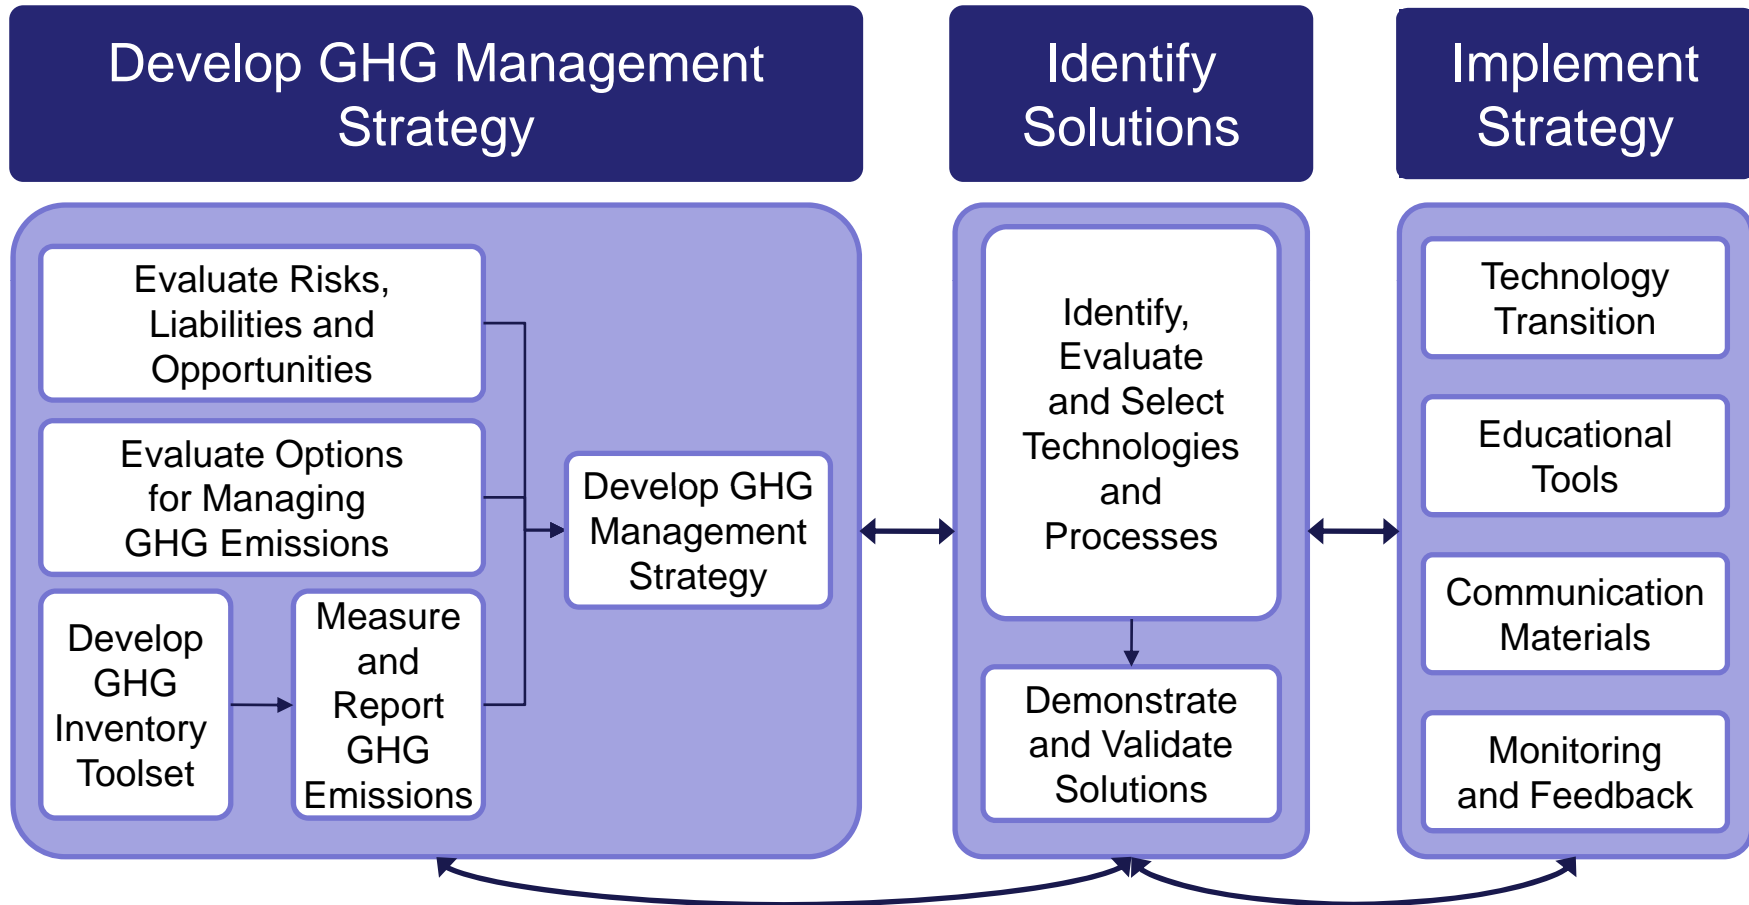 Develop GHG Management
Strategy
Identify
Solutions
Implement
Strategy
Evaluate Risks,
Liabilities and
Opportunities
Evaluate Options
for Managing
GHG Emissions
Develop
GHG
Inventory
Toolset
Measure
and
Report
GHG
Emissions
Develop GHG
Management
Strategy
Identify,
Evaluate
and Select
Technologies
and
Processes
Demonstrate
and Validate
Solutions
Technology
Transition
Educational
Tools
Communication
Materials
Monitoring
and Feedback